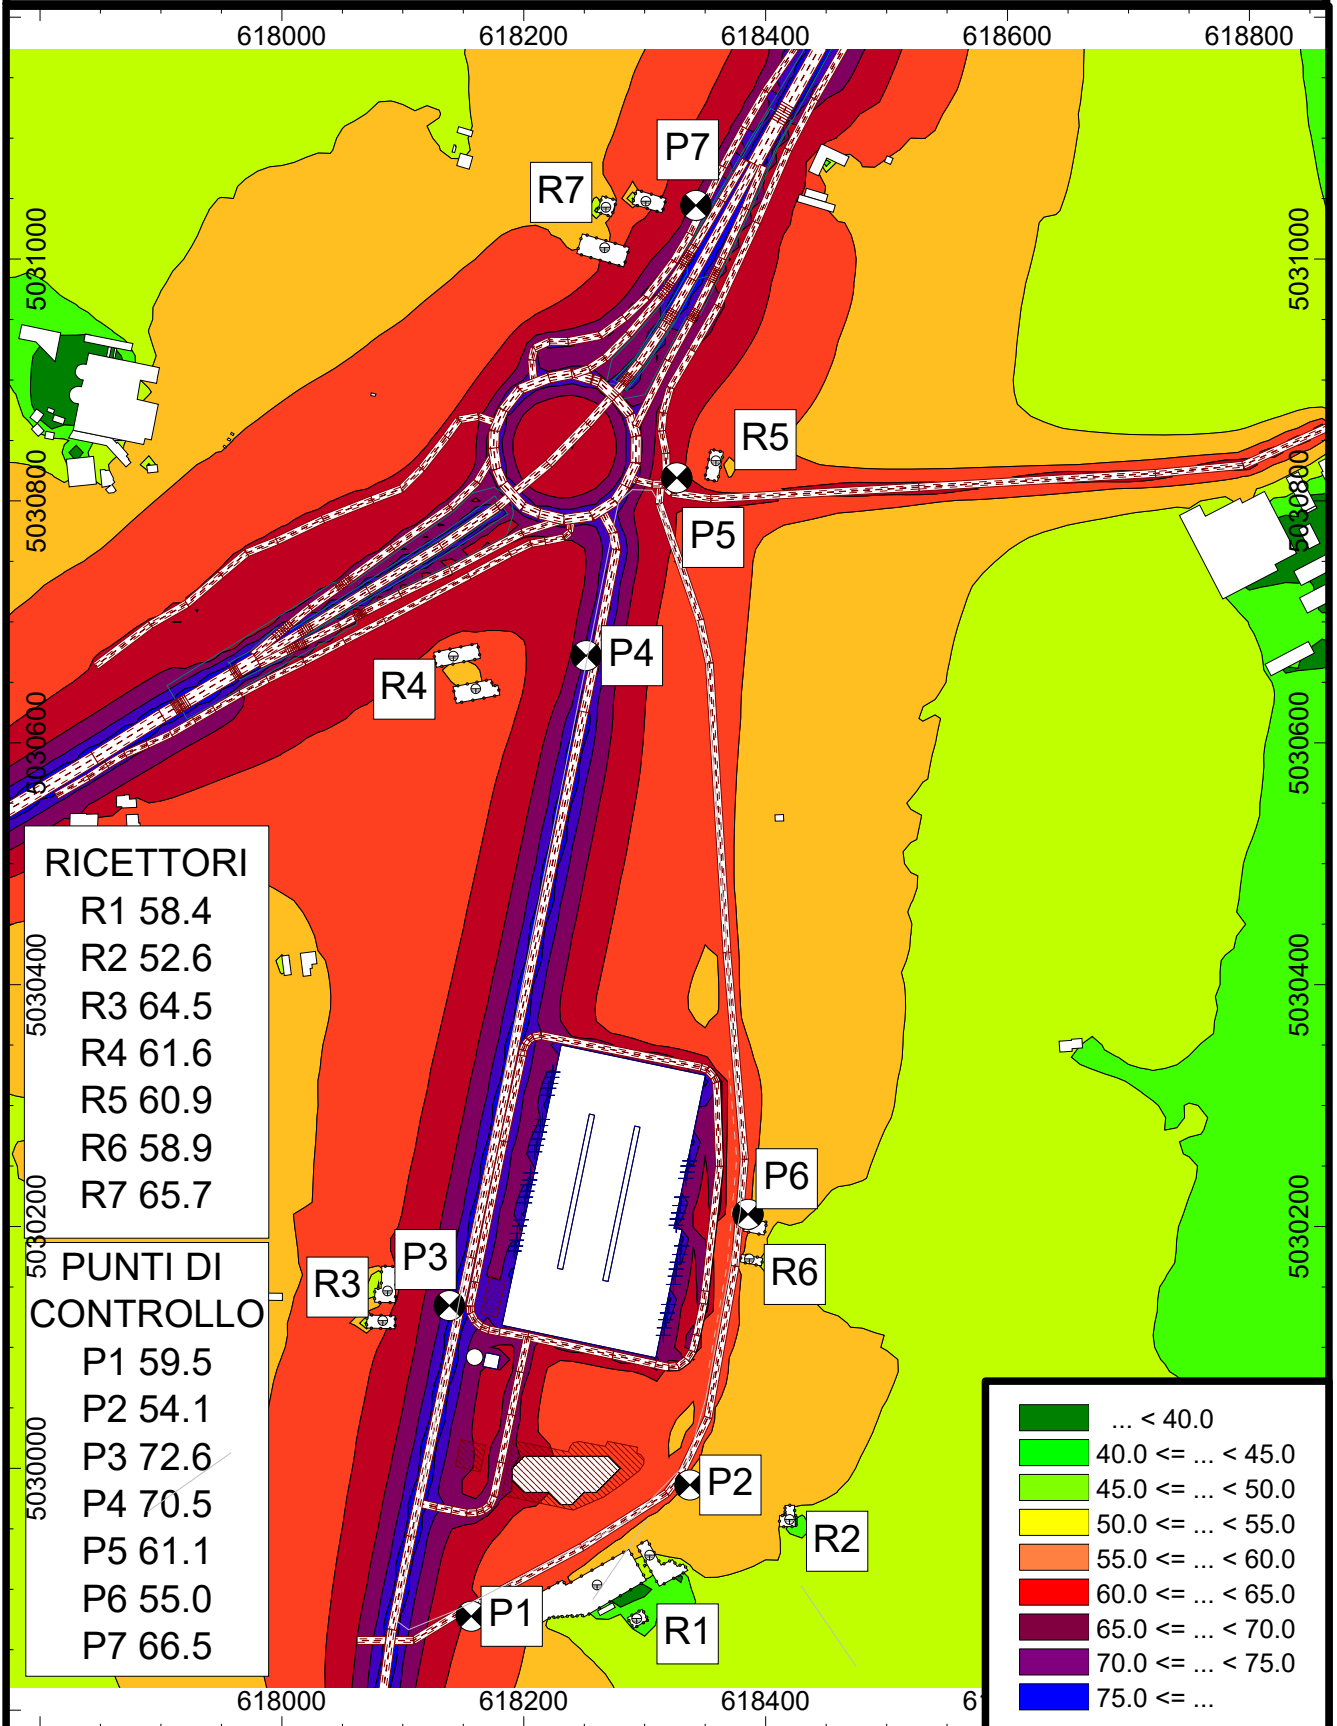 618000 618200 618400 618600 618800
P7
R7
5031000 5031000
R5
5030800 5030800
P5
P4
R4
5030600 5030600
RICETTORI
R1 58.4
R2 52.6
R3 64.5
R4 61.6
R5 60.9
R6 58.9
R7 65.7
5030400 5030400
P6
5030200 5030200
P3
R6
R3
PUNTI DI
CONTROLLO
P1 59.5
P2 54.1
P3 72.6
P4 70.5
P5 61.1
P6 55.0
P7 66.5
5030000
P2
R2
P1
R1
... < 40.0
40.0 <= ... < 45.0
45.0 <= ... < 50.0
50.0 <= ... < 55.0
55.0 <= ... < 60.0
60.0 <= ... < 65.0
65.0 <= ... < 70.0
70.0 <= ... < 75.0
75.0 <= ...
618000 618200 618400